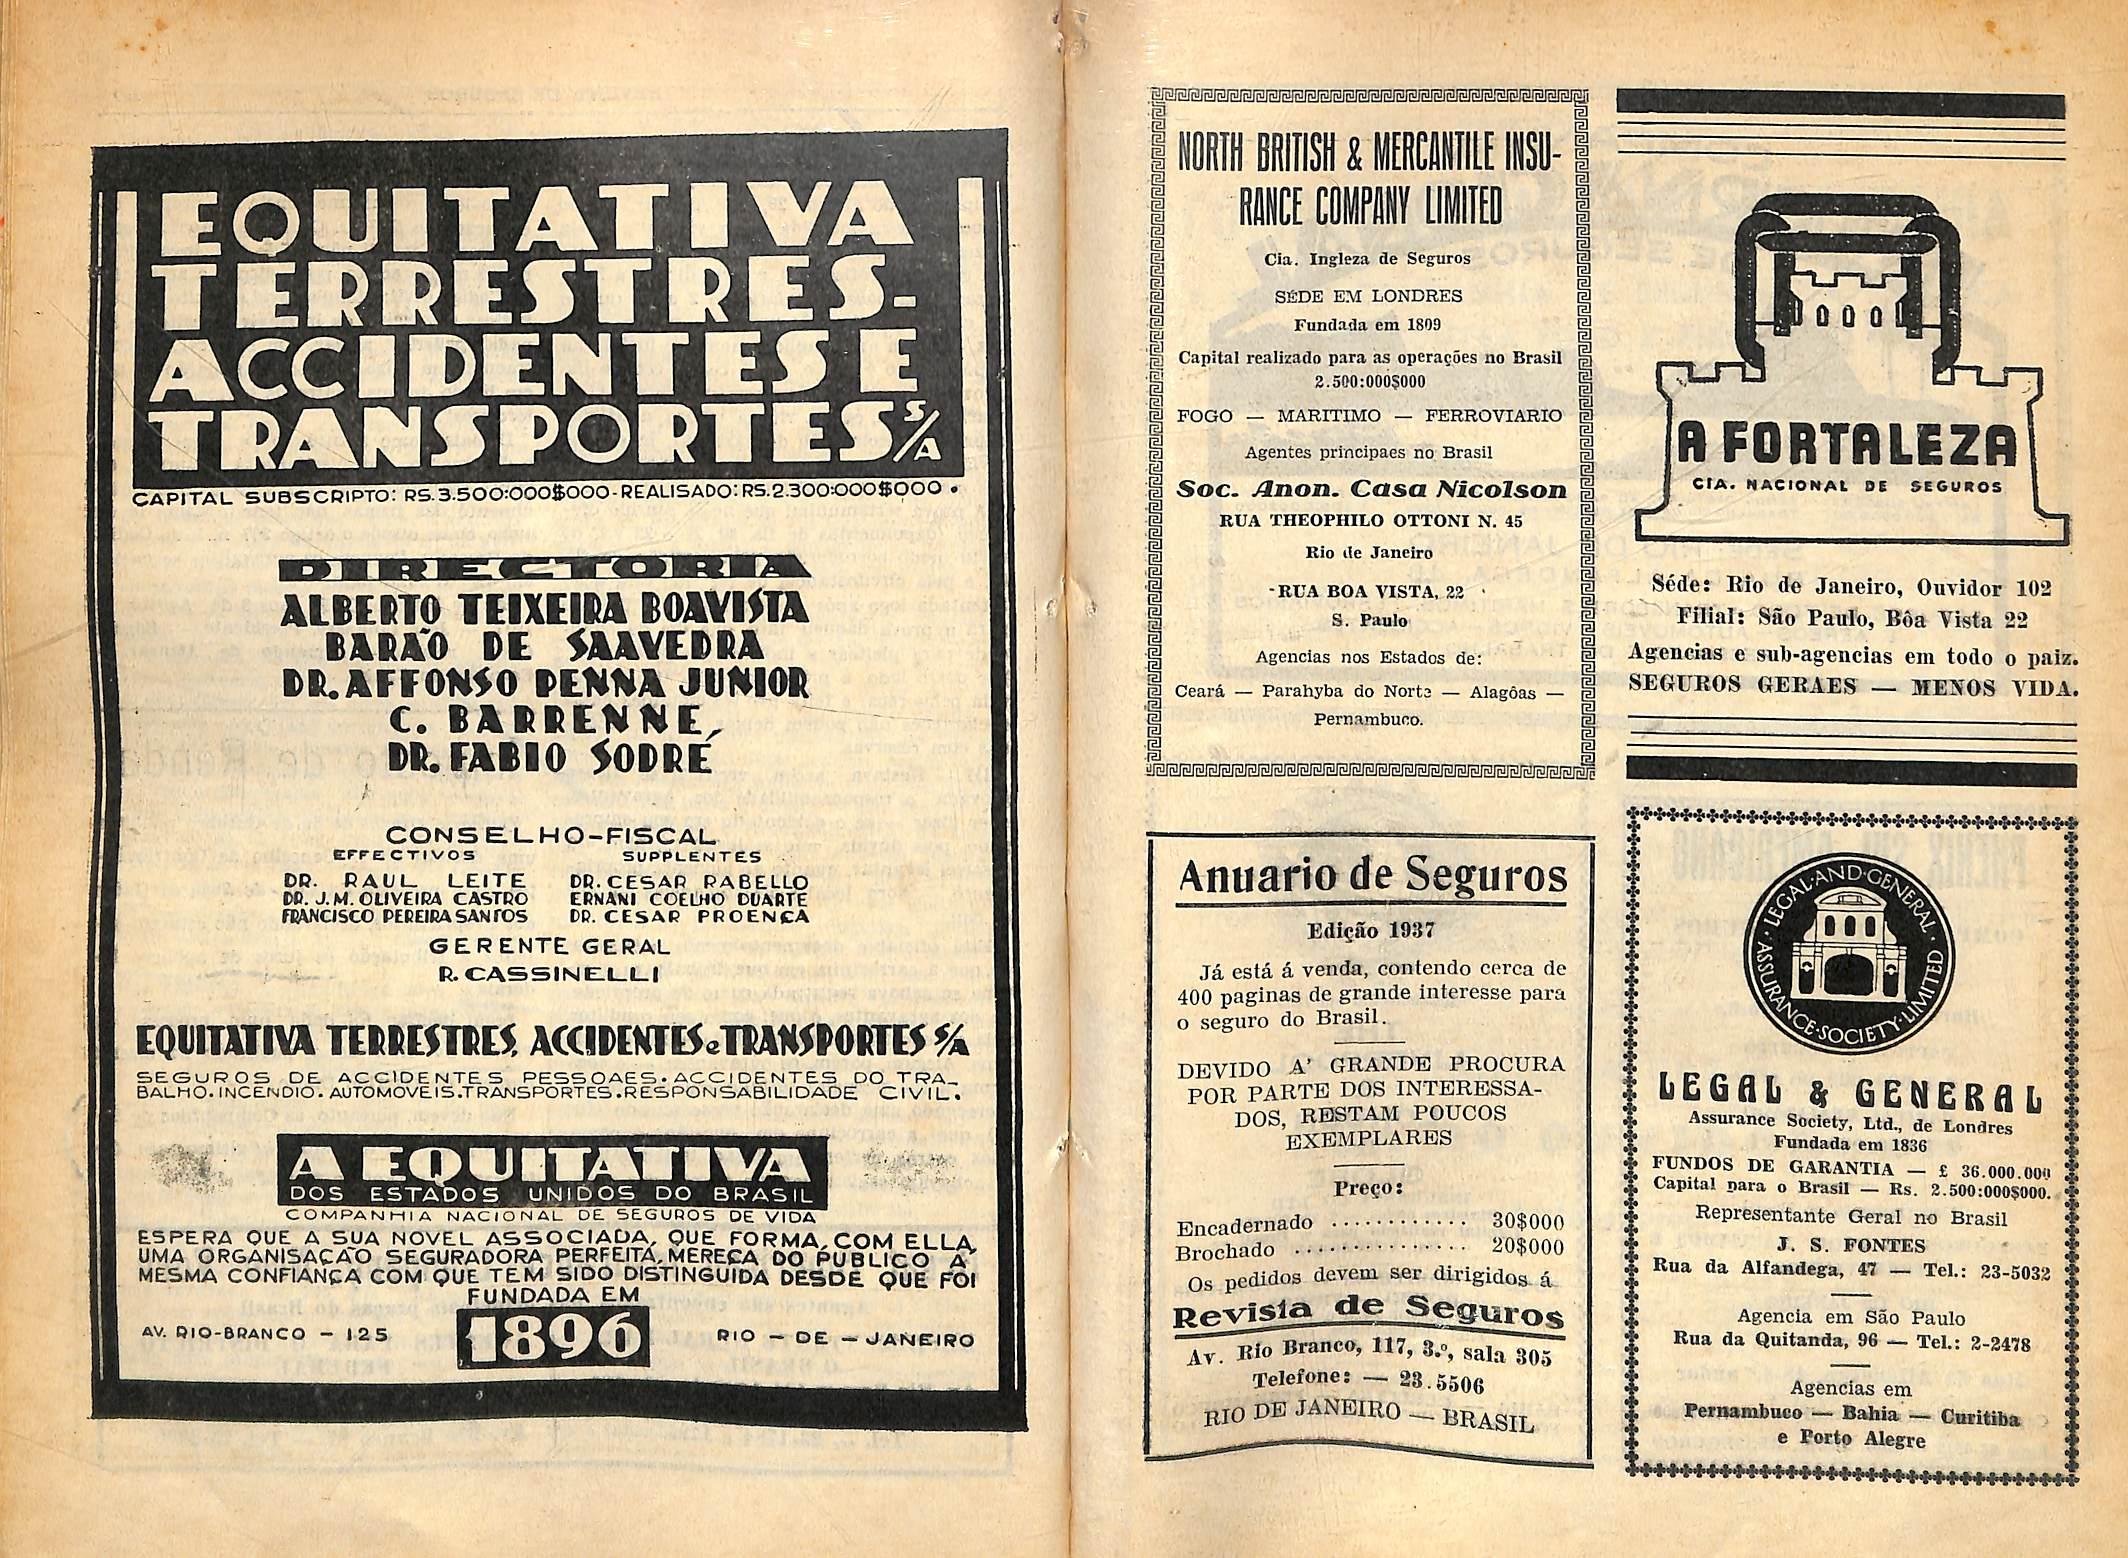 EQUITATIVA
TERRESTRES-
ACCIDENTES E
TRANSPORTES S/A
CAPITAL SUBSCRIPTO: RS.3.500:000$000-REALISADO: RS.2.300:000$000.
DIRECTORIA
ALBERTO TEIXEIRA BOAVISTA
BARÃO DE SAAVEDRA
DR. AFFONSO PENNA JUNIOR
C. BARRENNE,
DR. FABIO SODRÉ
CONSELHO-FISCAL
EFFECTIVOS SUPPLENTES
DR. RAUL LEITE DR. CESAR RABELLO
DR. J. M. OLIVEIRA CASTRO ERNANI COELHO DUARTE
FRANCISCO PEREIRA SANTOS DR. CESAR PROENÇA
GERENTE GERAL
R. CASSINELLI
EQUITATIVA TERRESTRES, ACCIDENTES e TRANSPORTES S/A
SEGUROS DE ACCIDENTES PESSOAES. ACCIDENTES DO TRA-
BALHO. INCENDIO. AUTOMOVEIS. TRANSPORTES. RESPONSABILIDADE CIVIL.
A EQUITATIVA
DOS ESTADOS UNIDOS DO BRASIL
COMPANHIA NACIONAL DE SEGUROS DE VIDA
ESPERA QUE A SUA NOVEL ASSOCIADA, QUE FORMA, COM ELLA,
UMA ORGANISAÇÃO SEGURADORA PERFEITA, MEREÇA DO PUBLICO A
MESMA CONFIANÇA COM QUE TEM SIDO DISTINGUIDA DESDE QUE FOI
FUNDADA EM
1896
AV. RIO-BRANCO - 125 RIO - DE - JANEIRO
NORTH BRITISH & MERCANTILE INSU-
RANCE COMPANY LIMITED
Cia. Ingleza de Seguros
SÉDE EM LONDRES
Fundada em 1809
Capital realizado para as operações no Brasil
2.500:000$000
FOGO — MARITIMO — FERROVIARIO
Agentes principaes no Brasil
Soc. Anon. Casa Nicolson
RUA THEOPHILO OTTONI N. 45
Rio de Janeiro
RUA BOA VISTA, 22
S. Paulo
Agencias nos Estados de:
Ceará — Parahyba do Norte — Alagôas —
Pernambuco.
A FORTALEZA
CIA. NACIONAL DE SEGUROS
Séde: Rio de Janeiro, Ouvidor 102
Filial: São Paulo, Bôa Vista 22
Agencias e sub-agencias em todo o paiz.
SEGUROS GERAES — MENOS VIDA.
Anuario de Seguros
Edição 1937
Já está á venda, contendo cerca de
400 paginas de grande interesse para
o seguro do Brasil.
DEVIDO A' GRANDE PROCURA
POR PARTE DOS INTERESSA-
DOS, RESTAM POUCOS
EXEMPLARES
Preço:
Encadernado ............ 30$000
Brochado ............... 20$000
Os pedidos devem ser dirigidos á
Revista de Seguros
Av. Rio Branco, 117, 3.º, sala 305
Telefone: — 23.5506
RIO DE JANEIRO — BRASIL
LEGAL AND GENERAL · ASSURANCE · SOCIETY · LIMITED
LEGAL & GENERAL
Assurance Society, Ltd., de Londres
Fundada em 1836
FUNDOS DE GARANTIA — £ 36.000.000
Capital para o Brasil — Rs. 2.500:000$000.
Representante Geral no Brasil
J. S. FONTES
Rua da Alfandega, 47 — Tel.: 23-5032
Agencia em São Paulo
Rua da Quitanda, 96 — Tel.: 2-2478
Agencias em
Pernambuco — Bahia — Curitiba
e Porto Alegre